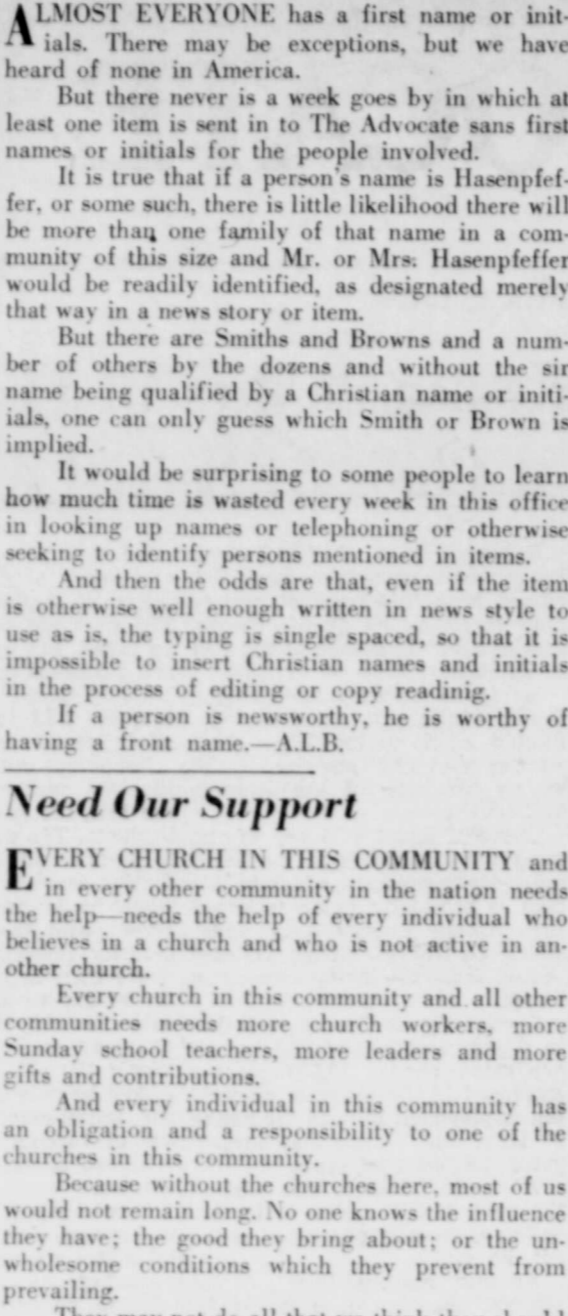 ALMOST EVERYONE has a first name or init-
ials. There may be exceptions, but we have
heard of none in America.
But there never is a week goes by in which at
least one item is sent in to The Advocate sans first
names or initials for the people involved.
It is true that if a person's name is Hasenpfef-
fer, or some such, there is little likelihood there will
be more than one family of that name in a com-
munity of this size and Mr. or Mrs. Hasenpfeffer
would be readily identified, as designated merely
that way in a news story or item.
But there are Smiths and Browns and a num-
ber of others by the dozens and without the sir
name being qualified by a Christian name or initi-
ials, one can only guess which Smith or Brown is
implied.
It would be surprising to some people to learn
how much time is wasted every week in this office
in looking up names or telephoning or otherwise
seeking to identify persons mentioned in items.
And then the odds are that, even if the item
is otherwise well enough written in news style to
use as is, the typing is single spaced, so that it is
impossible to insert Christian names and initials
in the process of editing or copy readinig.
If a person is newsworthy, he is worthy of
having a front name.—A.L.B.
Need Our Support
EVERY CHURCH IN THIS COMMUNITY and
in every other community in the nation needs
the help—needs the help of every individual who
believes in a church and who is not active in an-
other church.
Every church in this community and all other
communities needs more church workers, more
Sunday school teachers, more leaders and more
gifts and contributions.
And every individual in this community has
an obligation and a responsibility to one of the
churches in this community.
Because without the churches here, most of us
would not remain long. No one knows the influence
they have; the good they bring about; or the un-
wholesome conditions which they prevent from
prevailing.